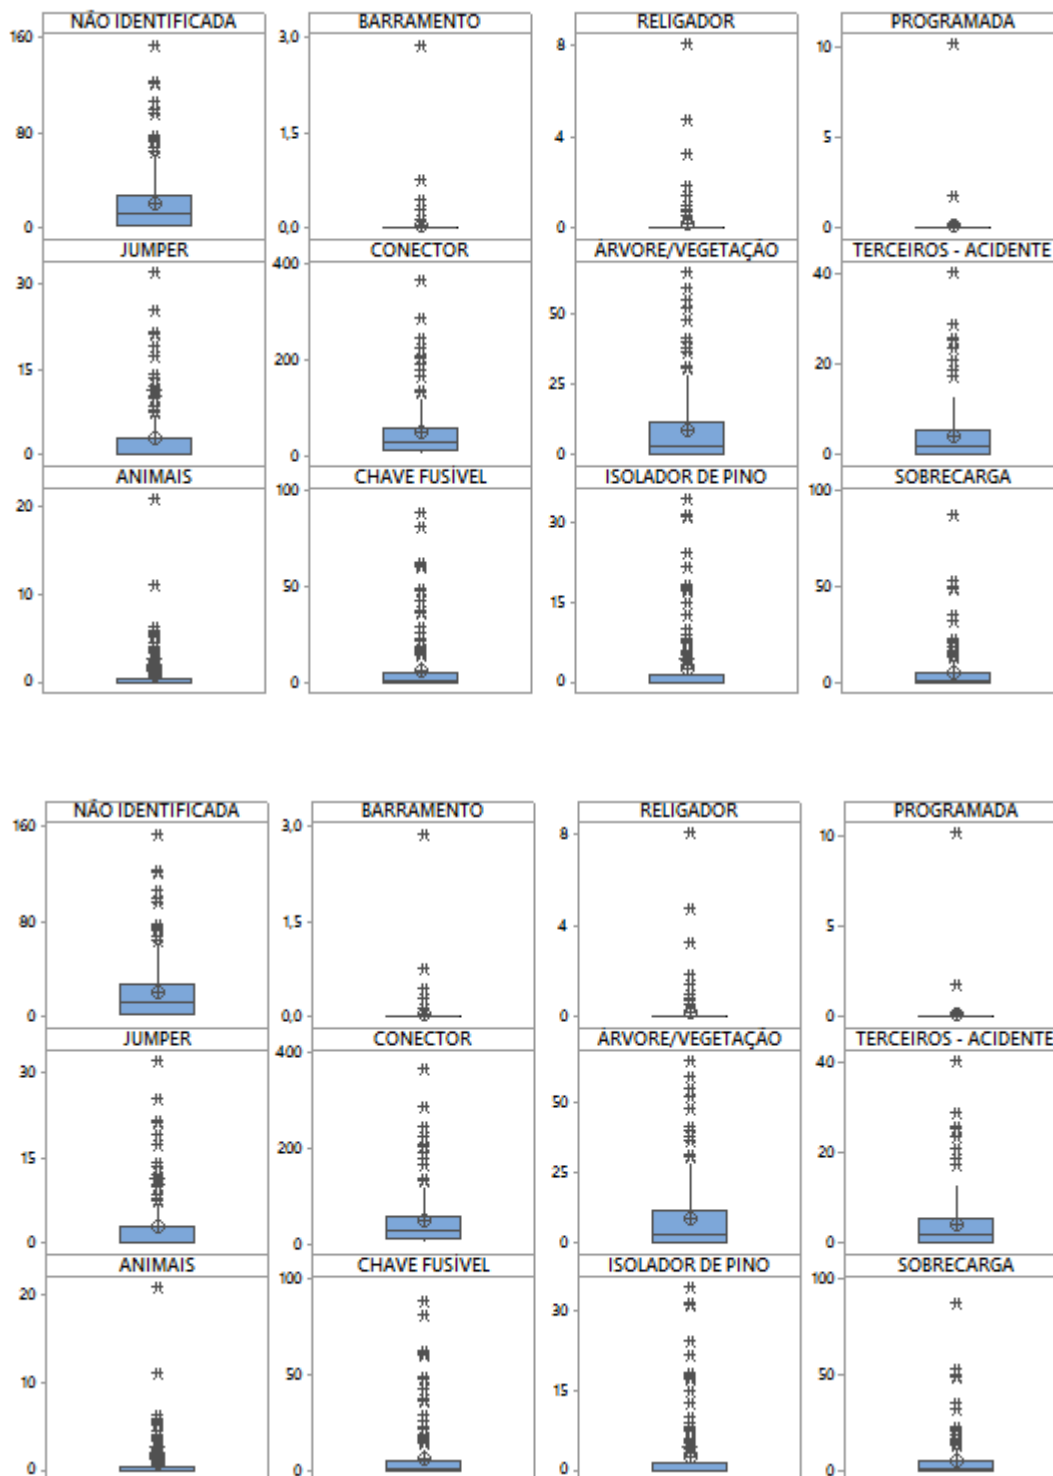 NÃO IDENTIFICADA BARRAMENTO RELIGADOR PROGRAMADA
160 3,0 8 10
80 1,5 4 5
0 0,0 0 0
JUMPER CONECTOR ÁRVORE/VEGETAÇÃO TERCEIROS - ACIDENTE
30 400 50 40
15 200 25 20
0 0 0 0
ANIMAIS CHAVE FUSÍVEL ISOLADOR DE PINO SOBRECARGA
20 100 30 100
10 50 15 50
0 0 0 0
NÃO IDENTIFICADA BARRAMENTO RELIGADOR PROGRAMADA
160 3,0 8 10
80 1,5 4 5
0 0,0 0 0
JUMPER CONECTOR ÁRVORE/VEGETAÇÃO TERCEIROS - ACIDENTE
30 400 50 40
15 200 25 20
0 0 0 0
ANIMAIS CHAVE FUSÍVEL ISOLADOR DE PINO SOBRECARGA
20 100 30 100
10 50 15 50
0 0 0 0